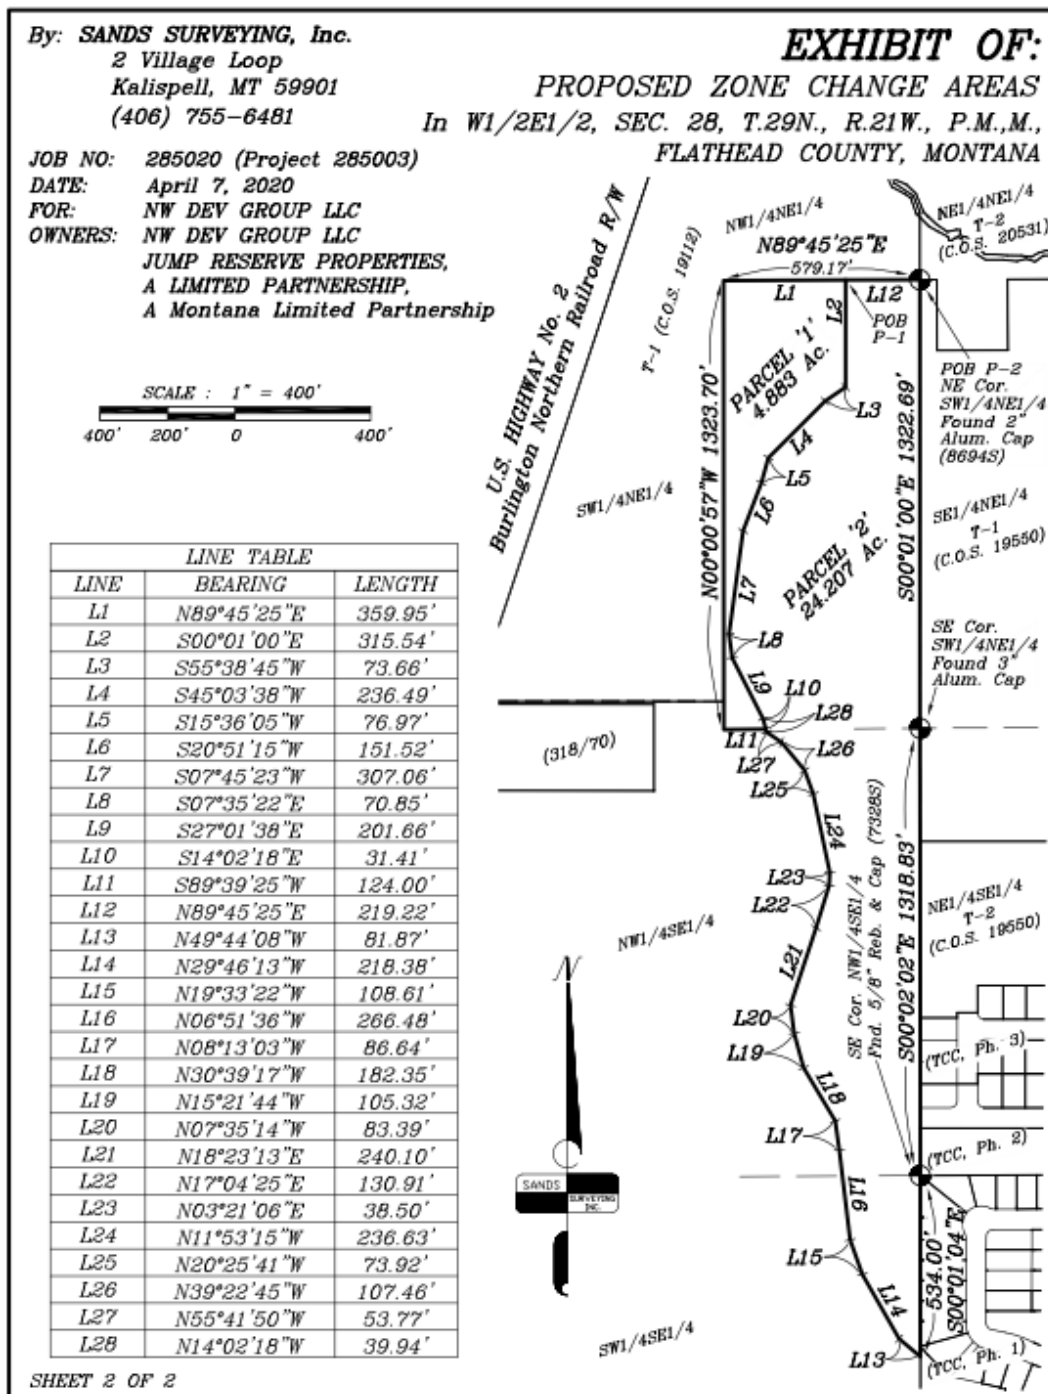 By: SANDS SURVEYING, Inc.
2 Village Loop
Kalispell, MT 59901
(406) 755-6481
JOB NO: 285020 (Project 285003)
DATE: April 7, 2020
FOR: NW DEV GROUP LLC
OWNERS: NW DEV GROUP LLC
JUMP RESERVE PROPERTIES,
A LIMITED PARTNERSHIP,
A Montana Limited Partnership
EXHIBIT OF:
PROPOSED ZONE CHANGE AREAS
In W1/2E1/2, SEC. 28, T.29N., R.21W., P.M.,M.,
FLATHEAD COUNTY, MONTANA
SCALE : 1" = 400'
400' 200' 0 400'
LINE TABLE
LINE BEARING LENGTH
L1 N89°45'25"E 359.95'
L2 S00°01'00"E 315.54'
L3 S55°38'45"W 73.66'
L4 S45°03'38"W 236.49'
L5 S15°36'05"W 76.97'
L6 S20°51'15"W 151.52'
L7 S07°45'23"W 307.06'
L8 S07°35'22"E 70.85'
L9 S27°01'38"E 201.66'
L10 S14°02'18"E 31.41'
L11 S89°39'25"W 124.00'
L12 N89°45'25"E 219.22'
L13 N49°44'08"W 81.87'
L14 N29°46'13"W 218.38'
L15 N19°33'22"W 108.61'
L16 N06°51'36"W 266.48'
L17 N08°13'03"W 86.64'
L18 N30°39'17"W 182.35'
L19 N15°21'44"W 105.32'
L20 N07°35'14"W 83.39'
L21 N18°23'13"E 240.10'
L22 N17°04'25"E 130.91'
L23 N03°21'06"E 38.50'
L24 N11°53'15"W 236.63'
L25 N20°25'41"W 73.92'
L26 N39°22'45"W 107.46'
L27 N55°41'50"W 53.77'
L28 N14°02'18"W 39.94'
SHEET 2 OF 2
U.S. HIGHWAY No. 2
Burlington Northern Railroad R/W
T-1 (C.O.S. 19112)
NW1/4NE1/4
N89°45'25"E
579.17'
NE1/4NE1/4
T-2
(C.O.S. 20531)
L1
L2
L12
POB
P-1
PARCEL '1'
4.883 Ac.
N00°00'57"W 1323.70'
S00°01'00"E 1322.69'
POB P-2
NE Cor.
SW1/4NE1/4
Found 2"
Alum. Cap
(8694S)
L3
L4
L5
L6
SW1/4NE1/4
SE1/4NE1/4
T-1
(C.O.S. 19550)
PARCEL '2'
24.207 Ac.
L7
L8
L9
L10
L28
L11
L27
L26
L25
SE Cor.
SW1/4NE1/4
Found 3"
Alum. Cap
(318/70)
L24
L23
L22
L21
L20
L19
L18
L17
L16
L15
L14
L13
SE Cor. NW1/4SE1/4
Fnd. 5/8" Reb. & Cap (7328S)
S00°02'02"E 1318.83'
NW1/4SE1/4
NE1/4SE1/4
T-2
(C.O.S. 19550)
N
SANDS
SURVEYING
INC.
(TCC, Ph. 3)
(TCC, Ph. 2)
534.00'
S00°01'04"E
(TCC, Ph. 1)
SW1/4SE1/4